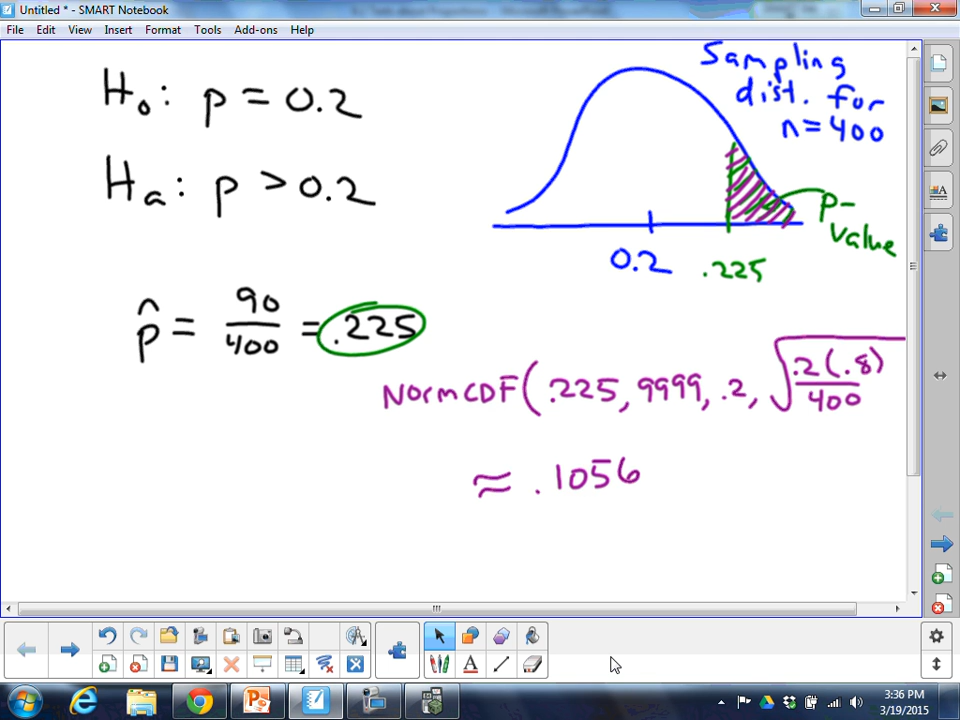 Untitled * - SMART Notebook
File Edit View Insert Format Tools Add-ons Help
H₀: p = 0.2
Hₐ: p > 0.2
p̂ = 90/400 = .225
Sampling
dist. for
n = 400
0.2
.225
P-
value
NormCDF(.225, 9999, .2, √.2(.8)/400
≈ .1056
3:36 PM
3/19/2015